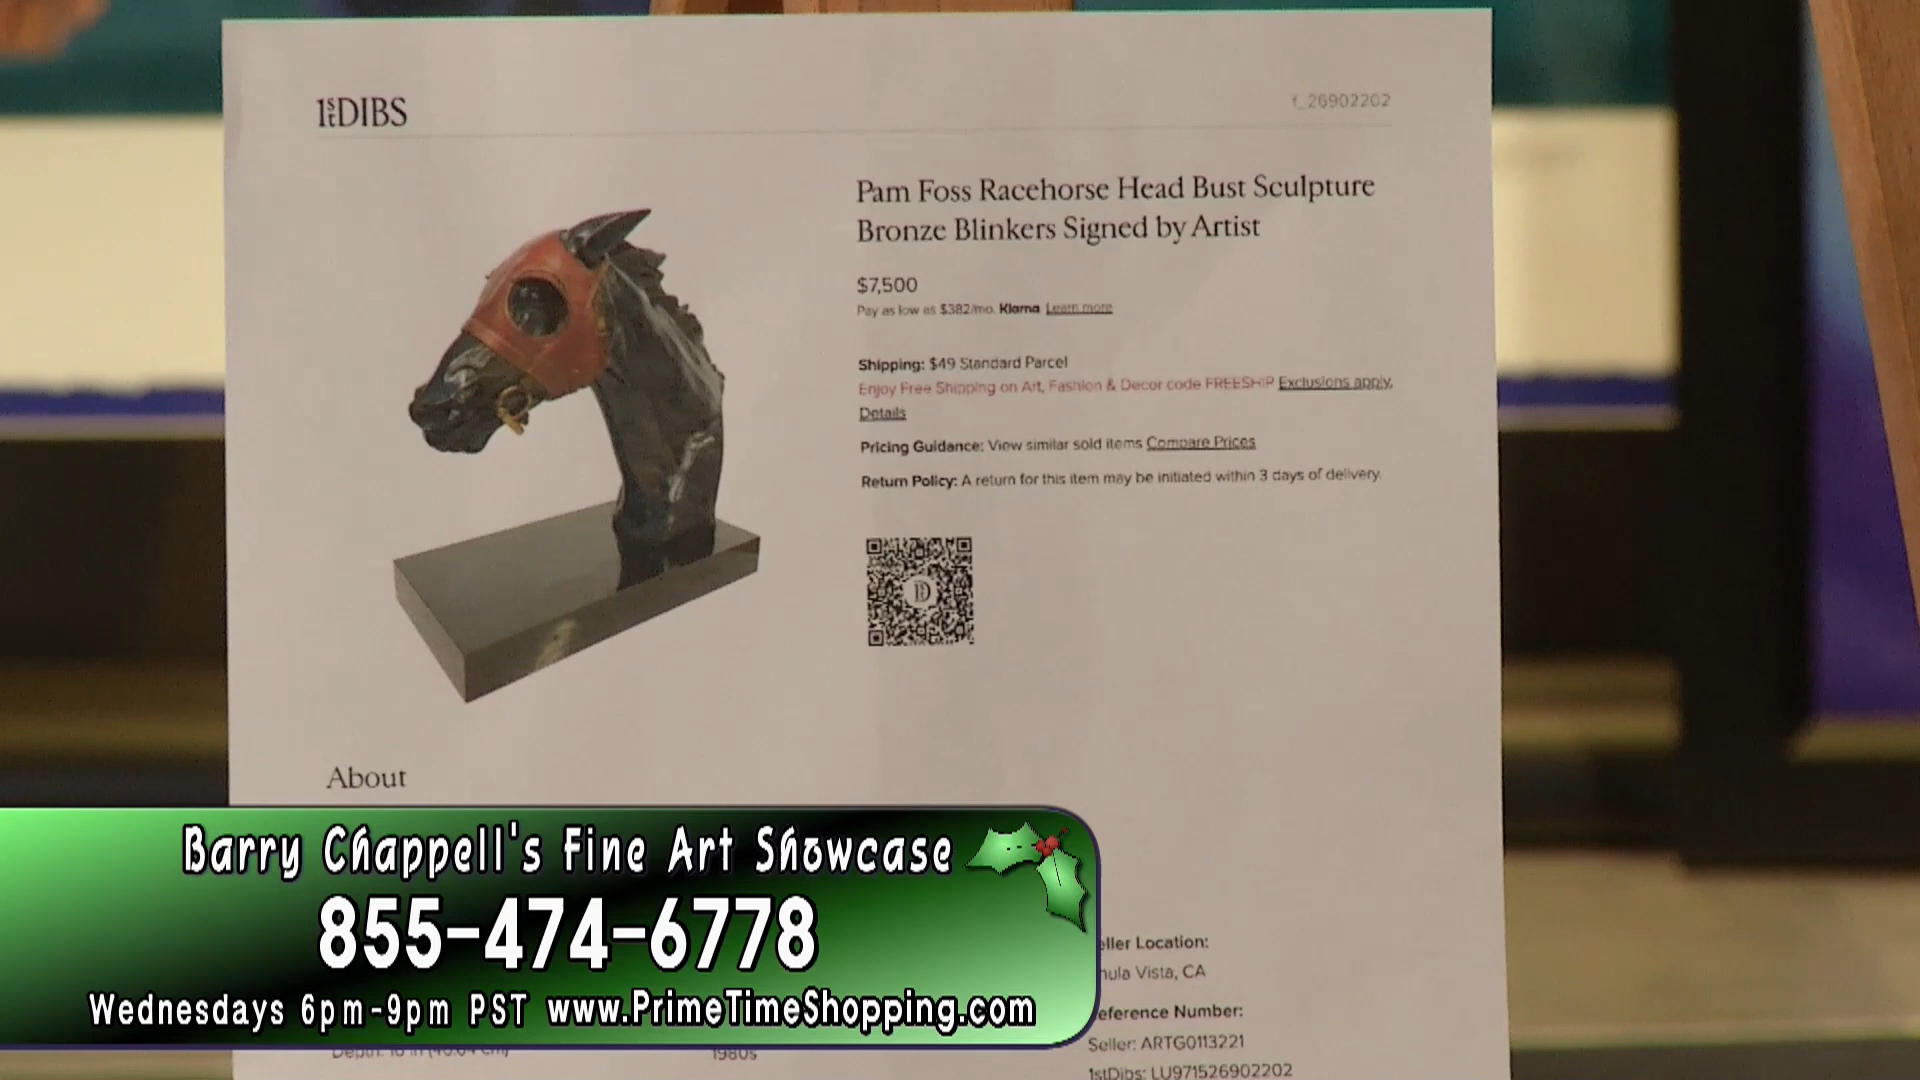 1stDIBS
f_26902202
Pam Foss Racehorse Head Bust Sculpture
Bronze Blinkers Signed by Artist
$7,500
Pay as low as $382/mo. Klarna Learn more
Shipping: $49 Standard Parcel
Enjoy Free Shipping on Art, Fashion & Decor code FREESHIP Exclusions apply.
Details
Pricing Guidance: View similar sold items Compare Prices
Return Policy: A return for this item may be initiated within 3 days of delivery.
D
About
Barry Chappell's Fine Art Showcase
855-474-6778
Wednesdays 6pm-9pm PST www.PrimeTimeShopping.com
eller Location:
hula Vista, CA
eference Number:
Seller: ARTG0113221
1stDibs: LU971526902202
1980s